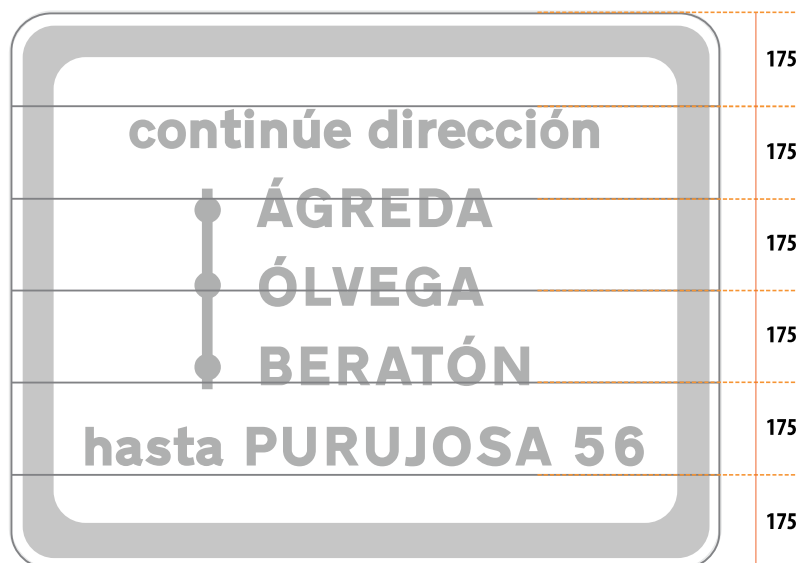 175
continúe dirección
175
ÁGREDA
175
ÓLVEGA
175
BERATÓN
hasta PURUJOSA 56
175
175